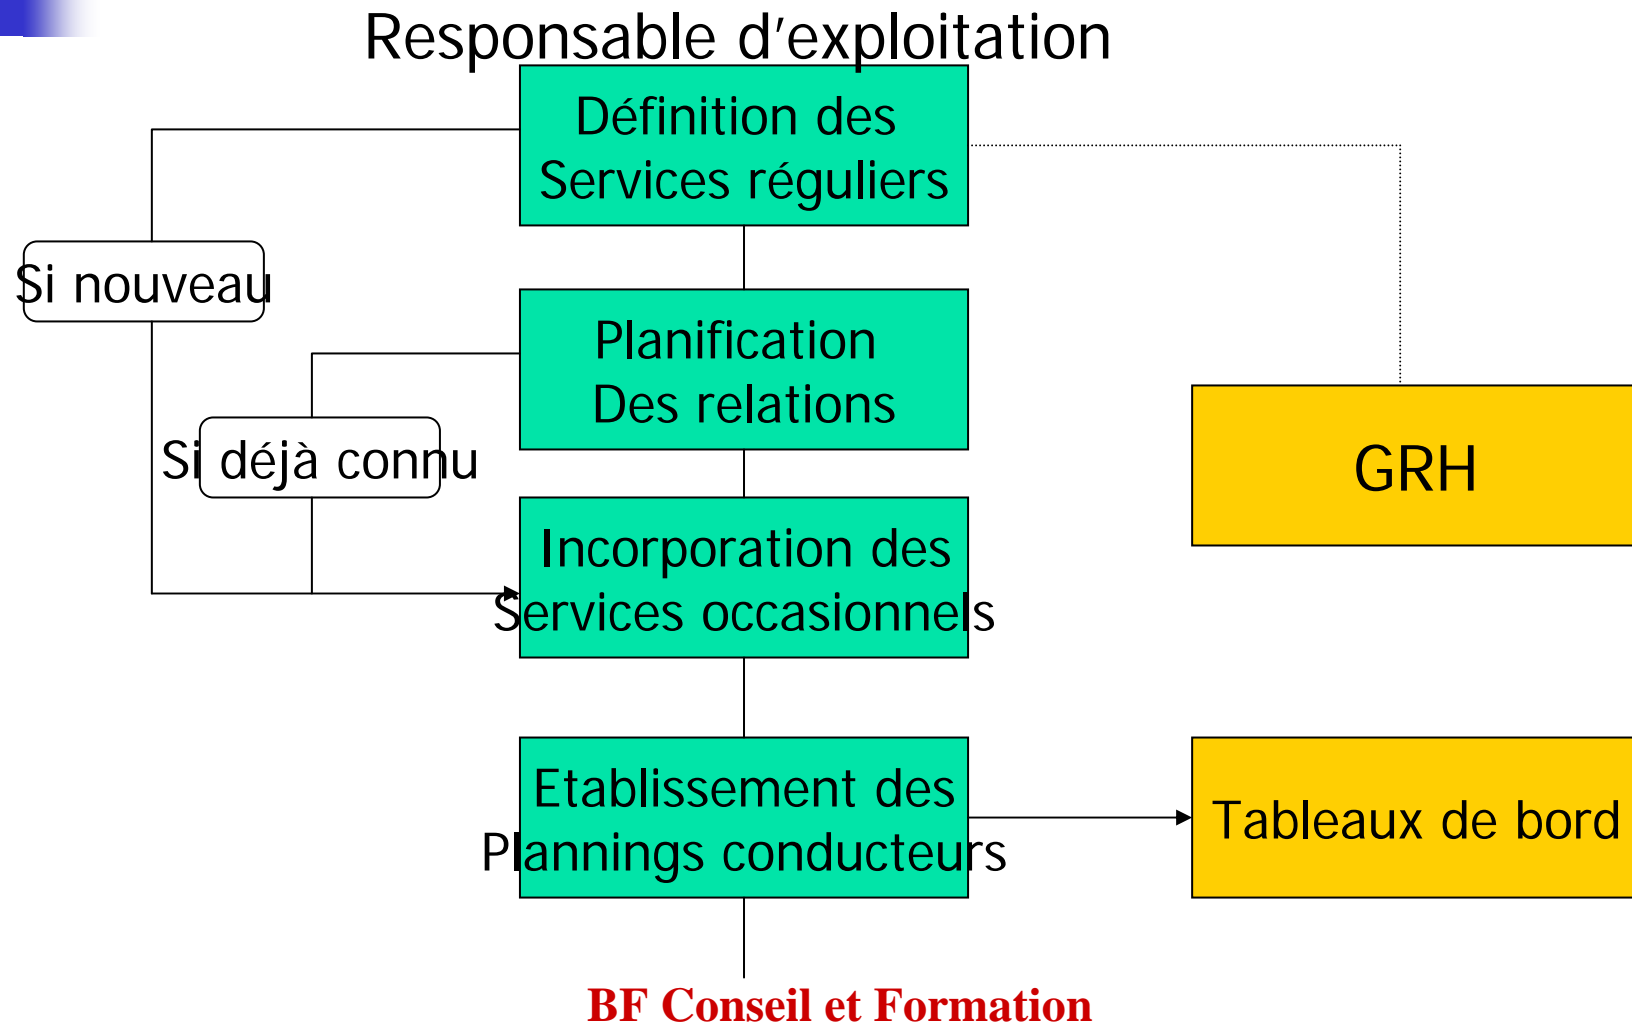 Responsable d'exploitation
Définition des
Services réguliers
Si nouveau
Planification
Des relations
Si déjà connu
GRH
Incorporation des
Services occasionnels
Etablissement des
Plannings conducteurs
Tableaux de bord
BF Conseil et Formation